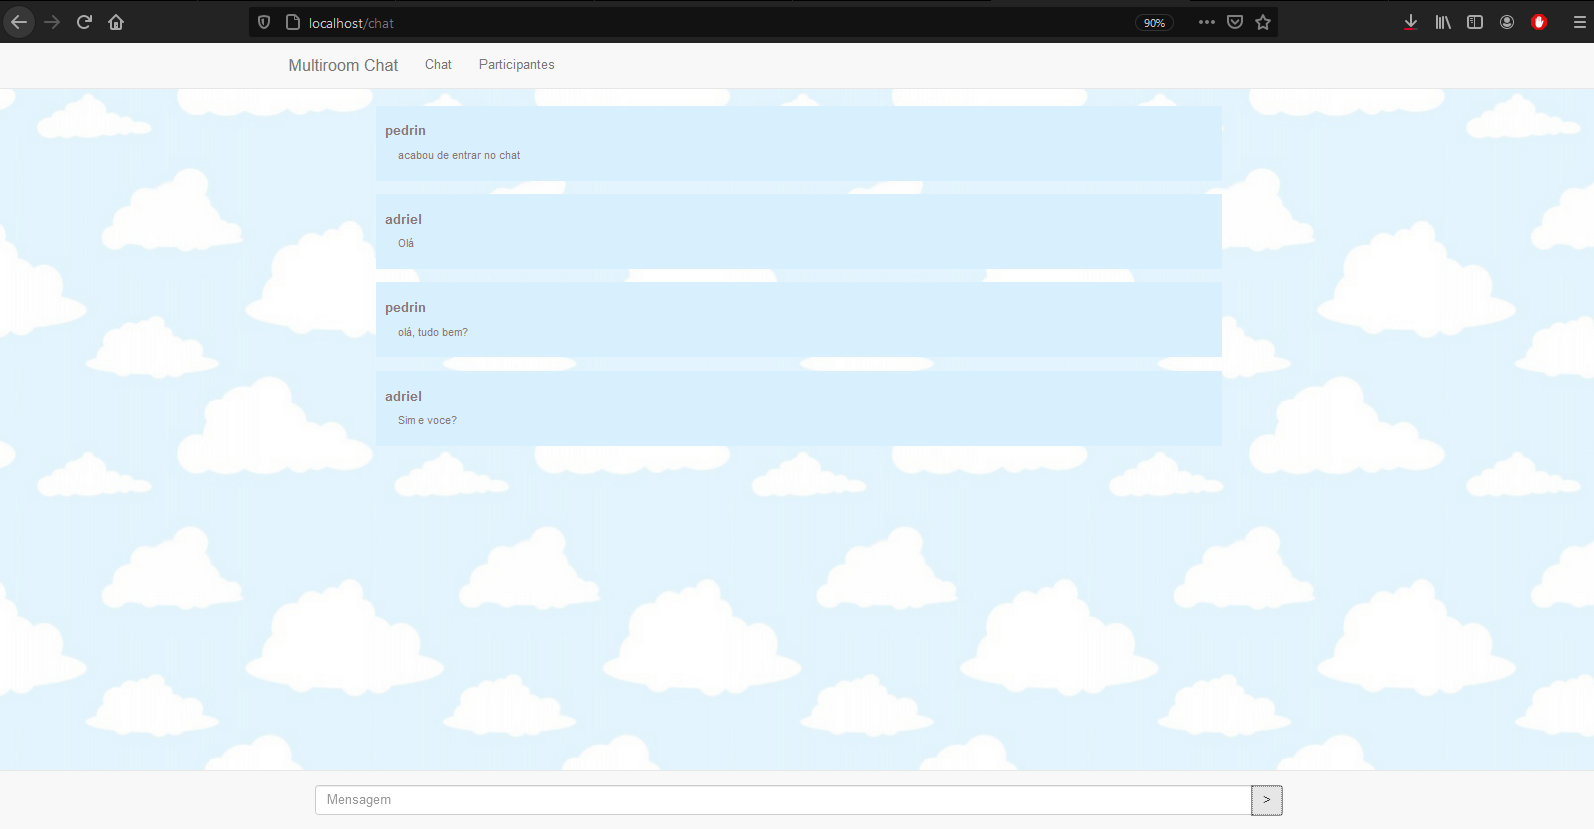 localhost/chat
90%
Multiroom Chat Chat Participantes
pedrin
acabou de entrar no chat
adriel
Olá
pedrin
olá, tudo bem?
adriel
Sim e voce?
Mensagem >